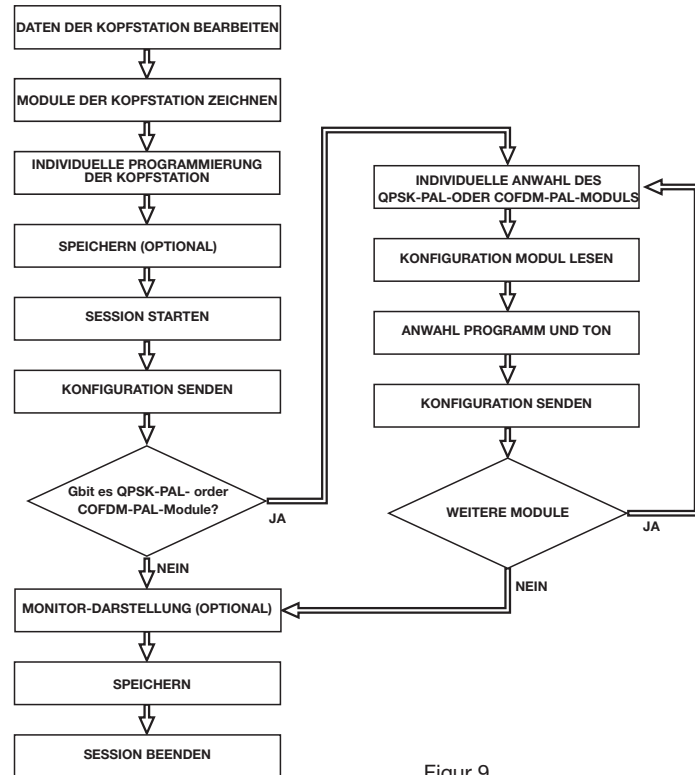 DATEN DER KOPFSTATION BEARBEITEN
MODULE DER KOPFSTATION ZEICHNEN
INDIVIDUELLE PROGRAMMIERUNG
DER KOPFSTATION
SPEICHERN (OPTIONAL)
SESSION STARTEN
KONFIGURATION SENDEN
Gbit es QPSK-PAL- order
COFDM-PAL-Module?
JA
NEIN
INDIVIDUELLE ANWAHL DES
QPSK-PAL-ODER COFDM-PAL-MODULS
KONFIGURATION MODUL LESEN
ANWAHL PROGRAMM UND TON
KONFIGURATION SENDEN
WEITERE MODULE
JA
NEIN
MONITOR-DARSTELLUNG (OPTIONAL)
SPEICHERN
SESSION BEENDEN
Figur 9